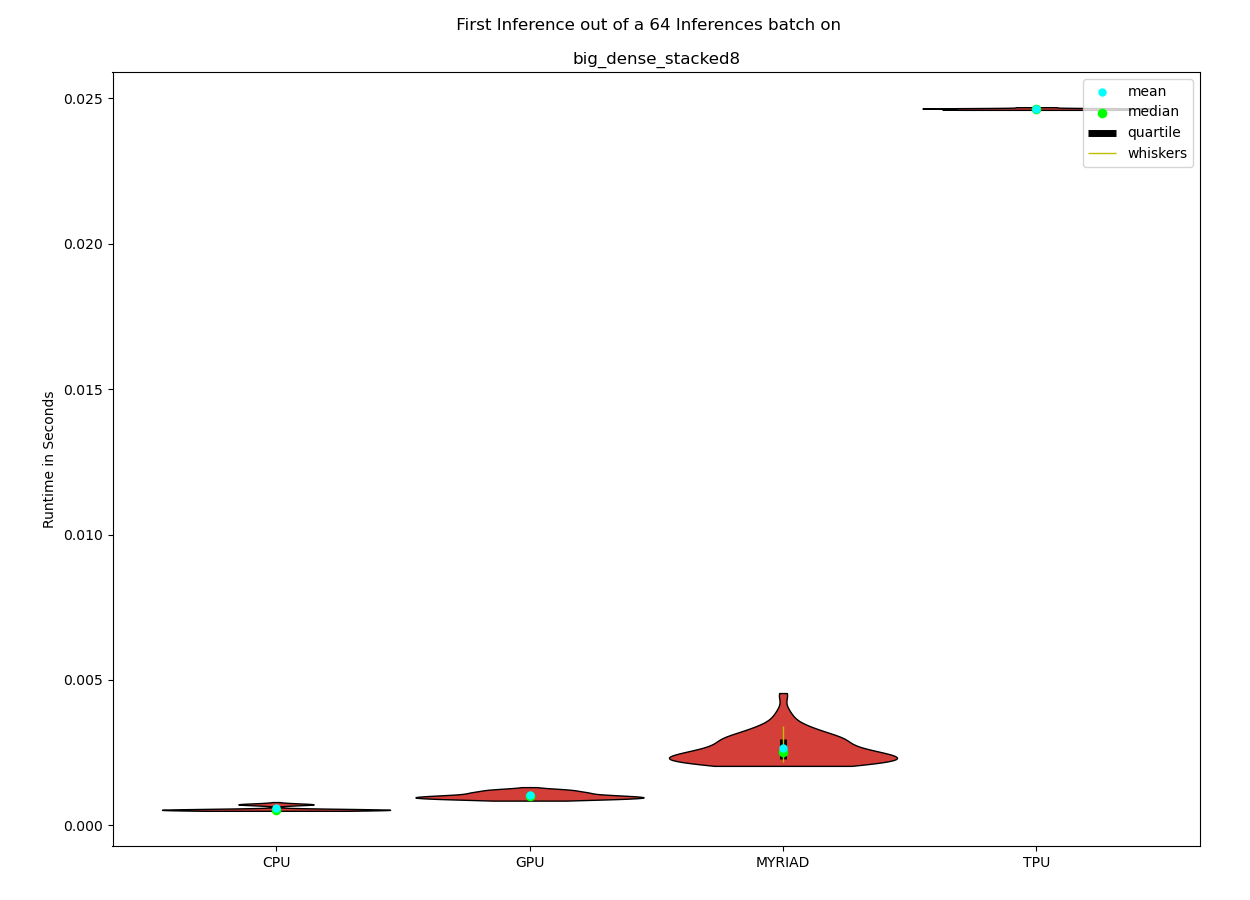 First Inference out of a 64 Inferences batch on
big_dense_stacked8
mean
median
quartile
whiskers
0.025
0.020
0.015
0.010
0.005
0.000
Runtime in Seconds
CPU
GPU
MYRIAD
TPU